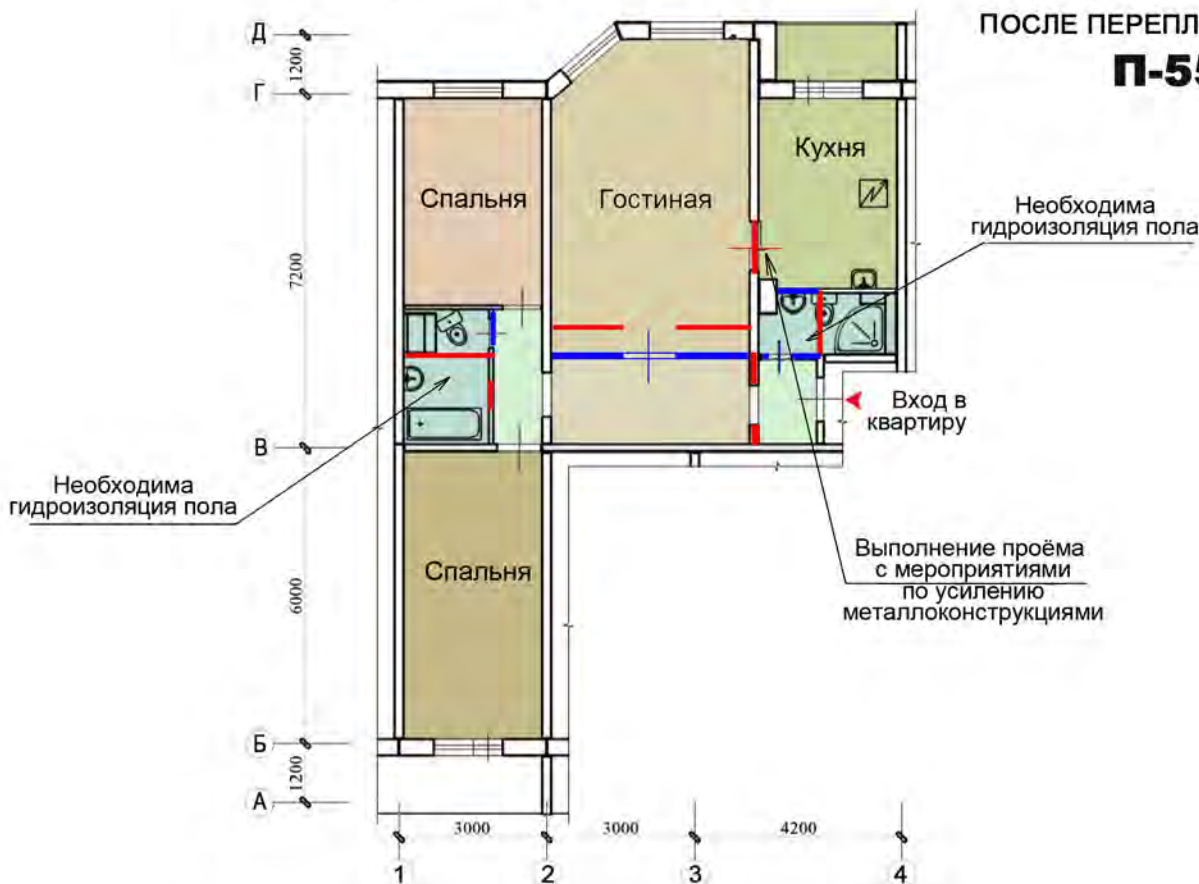 ПОСЛЕ ПЕРЕПЛ
П-55
Д
1200
Г
Кухня
Спальня
Гостиная
Необходима
гидроизоляция пола
7200
Вход в
квартиру
В
Необходима
гидроизоляция пола
Выполнение проёма
с мероприятиями
по усилению
металлоконструкциями
Спальня
6000
Б
1200
А
3000
3000
4200
1
2
3
4